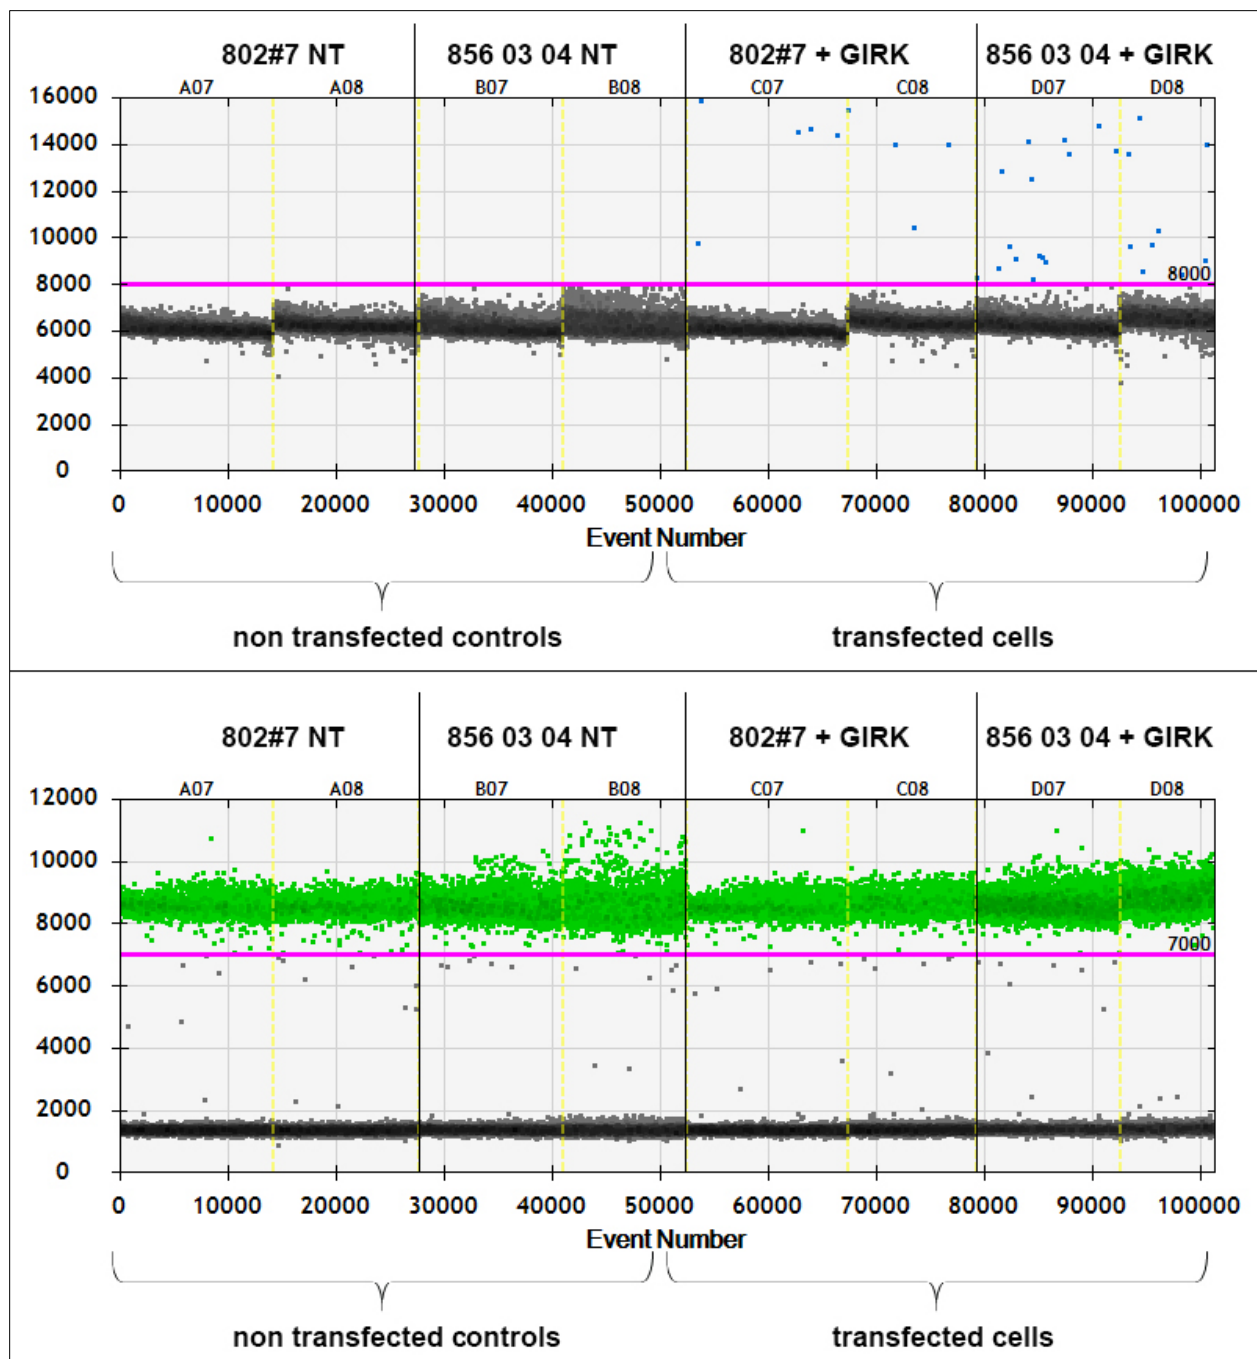 802#7 NT 856 03 04 NT 802#7 + GIRK 856 03 04 + GIRK
A07 A08 B07 B08 C07 C08 D07 D08
16000
14000
12000
10000
8000
8000
6000
4000
2000
0
0 10000 20000 30000 40000 50000 60000 70000 80000 90000 100000
Event Number
non transfected controls transfected cells
802#7 NT 856 03 04 NT 802#7 + GIRK 856 03 04 + GIRK
A07 A08 B07 B08 C07 C08 D07 D08
12000
10000
8000
7000
6000
4000
2000
0
0 10000 20000 30000 40000 50000 60000 70000 80000 90000 100000
Event Number
non transfected controls transfected cells